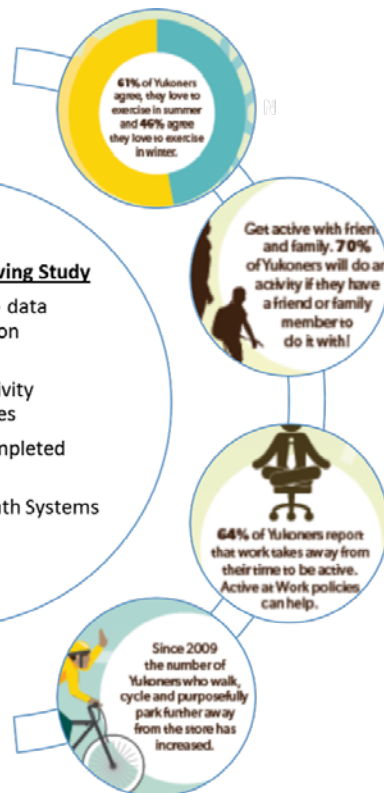 61% of Yukoners
agree, they love to
exercise in summer
and 46% agree
they love to exercise
in winter.
N
Get active with frien
and family. 70%
of Yukoners will do an
activity if they have
a friend or family
member to
do it with!
ving Study
data
on
ivity
es
mpleted
th Systems
64% of Yukoners report
that work takes away from
their time to be active.
Active at Work policies
can help.
Since 2009
the number of
Yukoners who walk,
cycle and purposefully
park further away
from the store has
increased.